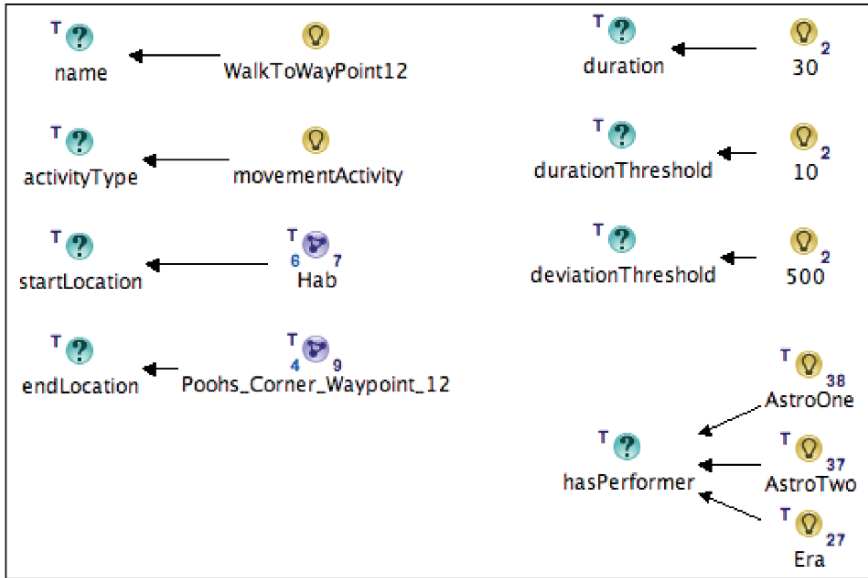 T ?
name
WalkToWayPoint12
T ?
activityType
movementActivity
T ?
startLocation
T
6 7
Hab
T ?
endLocation
T
4 9
Poohs_Corner_Waypoint_12
T ?
duration
2
30
T ?
durationThreshold
2
10
T ?
deviationThreshold
2
500
T ?
hasPerformer
T
38
AstroOne
T
37
AstroTwo
T
27
Era